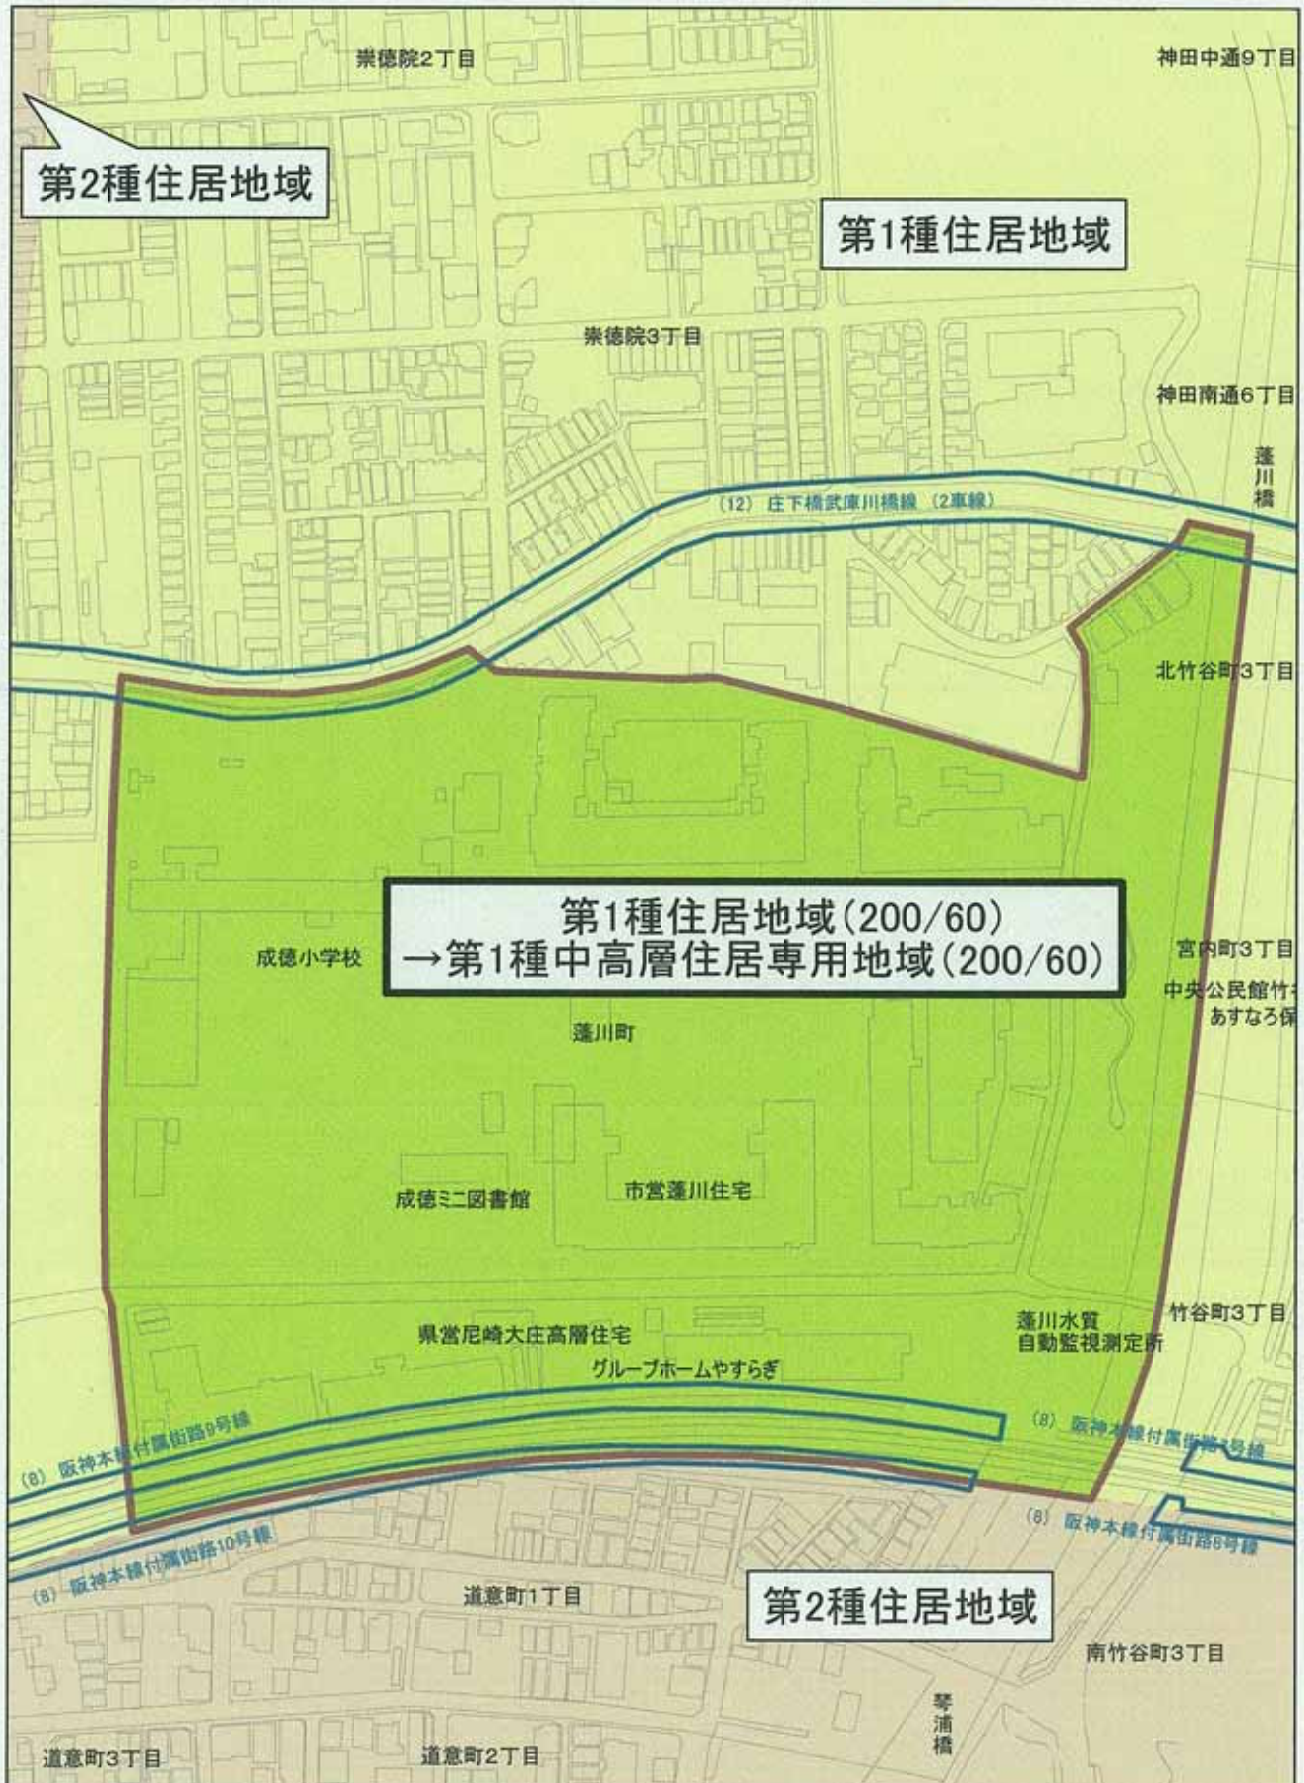 崇徳院2丁目
神田中通9丁目
第2種住居地域
第1種住居地域
崇徳院3丁目
神田南通6丁目
蓬川橋
(12) 庄下橋武庫川橋線 (2車線)
北竹谷町3丁目
第1種住居地域(200/60)
→第1種中高層住居専用地域(200/60)
成徳小学校
宮内町3丁目
中央公民館竹
あすなろ保
蓬川町
成徳ミニ図書館
市営蓬川住宅
竹谷町3丁目
県営尼崎大庄高層住宅
蓬川水質
自動監視測定所
グループホームやすらぎ
(8) 阪神本線付属街路9号線
(8) 阪神本線付属街路
号線
(8) 阪神本線付属街路10号線
(8) 阪神本線付属街路8号線
道意町1丁目
第2種住居地域
南竹谷町3丁目
琴浦橋
道意町3丁目
道意町2丁目